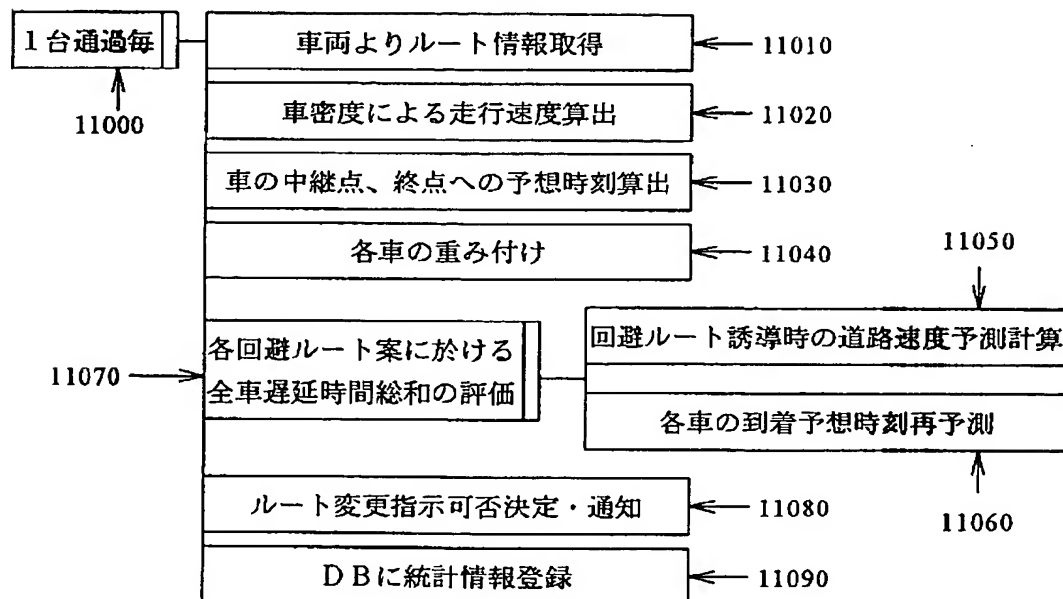 1台通過毎
11000
車両よりルート情報取得
11010
車密度による走行速度算出
11020
車の中継点、終点への予想時刻算出
11030
各車の重み付け
11040
11050
11070
各回避ルート案に於ける
全車遅延時間総和の評価
回避ルート誘導時の道路速度予測計算
各車の到着予想時刻再予測
11060
ルート変更指示可否決定・通知
11080
DBに統計情報登録
11090